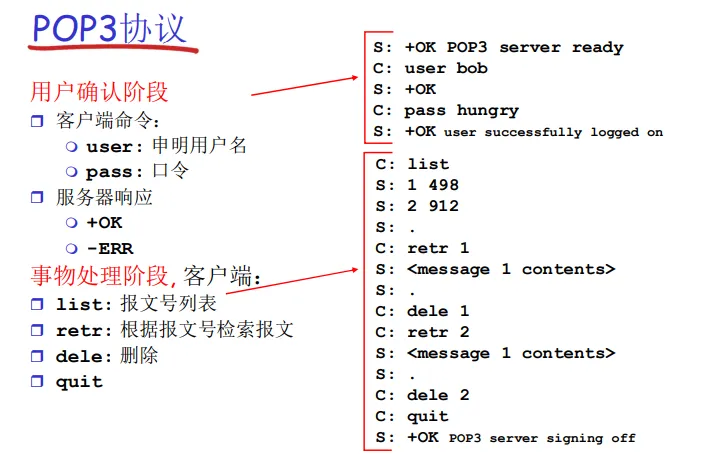 POP3协议
用户确认阶段
客户端命令:
user: 申明用户名
pass: 口令
服务器响应
+OK
-ERR
事物处理阶段, 客户端:
list: 报文号列表
retr: 根据报文号检索报文
dele: 删除
quit
S: +OK POP3 server ready
C: user bob
S: +OK
C: pass hungry
S: +OK user successfully logged on
C: list
S: 1 498
S: 2 912
S: .
C: retr 1
S: <message 1 contents>
S: .
C: dele 1
C: retr 2
S: <message 1 contents>
S: .
C: dele 2
C: quit
S: +OK POP3 server signing off